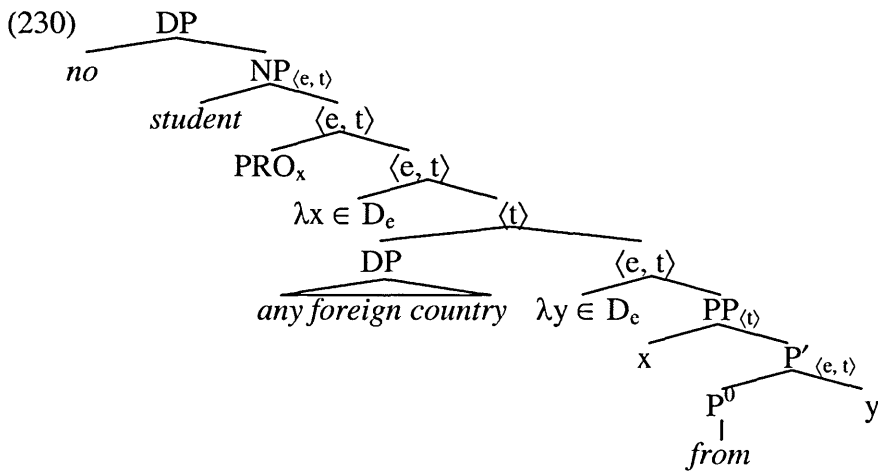 (230) DP
no NP⟨e, t⟩
student ⟨e, t⟩
PROₓ ⟨e, t⟩
λx ∈ Dₑ ⟨t⟩
DP ⟨e, t⟩
any foreign country λy ∈ Dₑ PP⟨t⟩
x P′⟨e, t⟩
P⁰ y
from